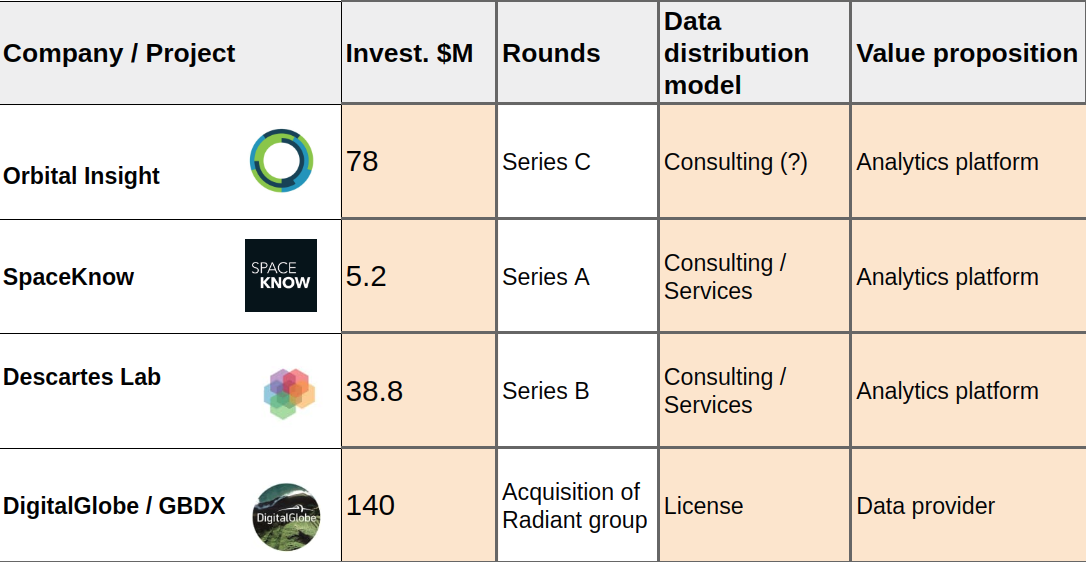 Company / Project
Invest. $M
Rounds
Data
distribution
model
Value proposition
Orbital Insight
78
Series C
Consulting (?)
Analytics platform
SpaceKnow
SPACE
KNOW
5.2
Series A
Consulting /
Services
Analytics platform
Descartes Lab
38.8
Series B
Consulting /
Services
Analytics platform
DigitalGlobe / GBDX
DigitalGlobe
140
Acquisition of
Radiant group
License
Data provider